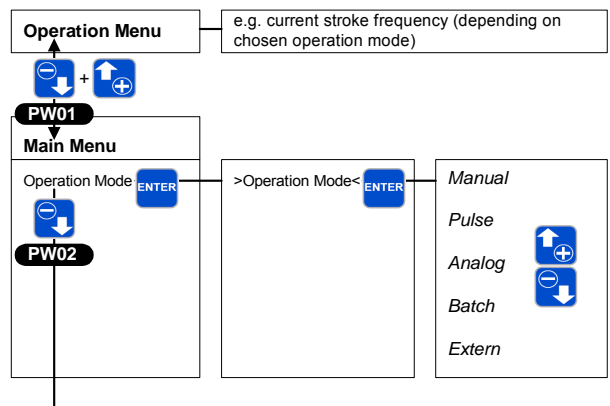 Operation Menu
e.g. current stroke frequency (depending on
chosen operation mode)
+
PW01
Main Menu
Operation Mode ENTER
>Operation Mode< ENTER
Manual
Pulse
PW02
Analog
Batch
Extern